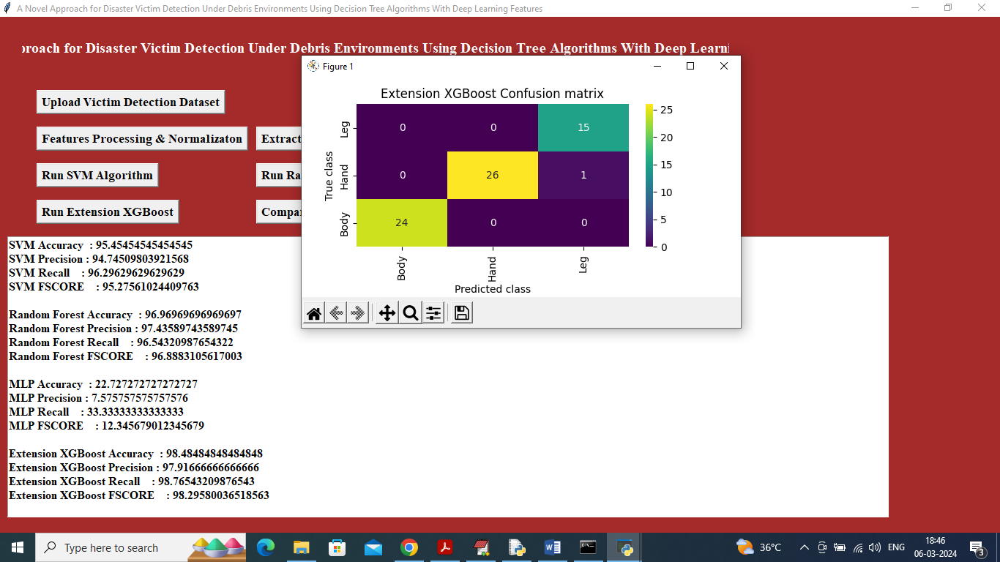 A Novel Approach for Disaster Victim Detection Under Debris Environments Using Decision Tree Algorithms With Deep Learning Features
proach for Disaster Victim Detection Under Debris Environments Using Decision Tree Algorithms With Deep Learni
Upload Victim Detection Dataset
Features Processing & Normalizaton
Extract
Run SVM Algorithm
Run Ra
Run Extension XGBoost
Compa
Figure 1
Extension XGBoost Confusion matrix
True class
Leg
0 0 15
Hand
0 26 1
Body
24 0 0
Body Hand Leg
Predicted class
25
20
15
10
5
0
SVM Accuracy : 95.45454545454545
SVM Precision : 94.74509803921568
SVM Recall : 96.29629629629629
SVM FSCORE : 95.27561024409763
Random Forest Accuracy : 96.96969696969697
Random Forest Precision : 97.43589743589745
Random Forest Recall : 96.54320987654322
Random Forest FSCORE : 96.8883105617003
MLP Accuracy : 22.727272727272727
MLP Precision : 7.575757575757576
MLP Recall : 33.33333333333333
MLP FSCORE : 12.345679012345679
Extension XGBoost Accuracy : 98.48484848484848
Extension XGBoost Precision : 97.91666666666666
Extension XGBoost Recall : 98.76543209876543
Extension XGBoost FSCORE : 98.29580036518563
Type here to search
36°C
ENG
18:46
06-03-2024
3